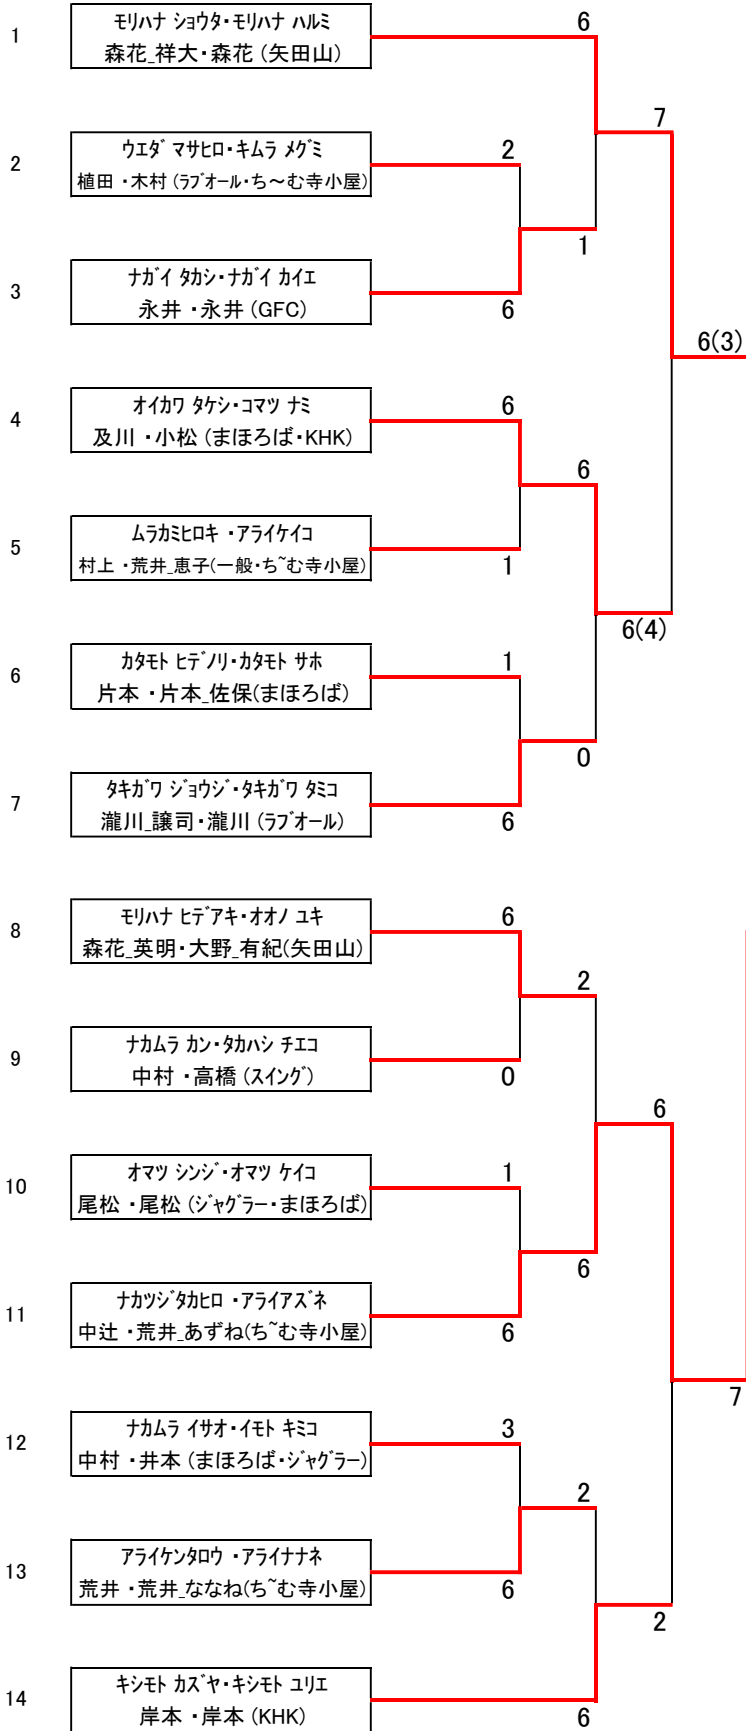 モリハナ ショウタ・モリハナ ハルミ
1
森花_祥大・森花 (矢田山)
6
7
ウエダ マサヒロ・キムラ メグミ
2
植田 ・木村 (ラブオール・ち～む寺小屋)
2
1
ナガイ タカシ・ナガイ カイエ
3
永井 ・永井 (GFC)
6
6(3)
オイカワ タケシ・コマツ ナミ
4
及川 ・小松 (まほろば・KHK)
6
6
ムラカミヒロキ ・アライケイコ
5
村上 ・荒井_恵子(一般・ち~む寺小屋)
1
6(4)
カタモト ヒデノリ・カタモト サホ
6
片本 ・片本_佐保(まほろば)
1
0
タキガワ ジョウジ・タキガワ タミコ
7
瀧川_譲司・瀧川 (ラブオール)
6
モリハナ ヒデアキ・オオノ ユキ
8
森花_英明・大野_有紀(矢田山)
6
2
ナカムラ カン・タカハシ チエコ
9
中村 ・高橋 (スイング)
0
6
オマツ シンジ・オマツ ケイコ
10
尾松 ・尾松 (ジャグラー・まほろば)
1
6
ナカツジタカヒロ ・アライアズネ
11
中辻 ・荒井_あずね(ち~む寺小屋)
6
7
ナカムラ イサオ・イモト キミコ
12
中村 ・井本 (まほろば・ジャグラー)
3
2
アライケンタロウ ・アライナナネ
13
荒井 ・荒井_ななね(ち~む寺小屋)
6
2
キシモト カズヤ・キシモト ユリエ
14
岸本 ・岸本 (KHK)
6